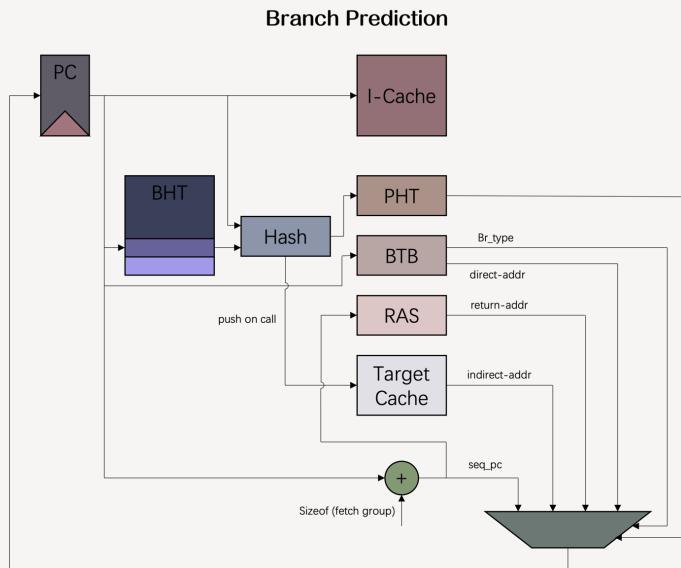 Branch Prediction
PC
I-Cache
BHT
PHT
Hash
Br_type
BTB
direct-addr
return-addr
RAS
push on call
indirect-addr
Target
Cache
seq_pc
+
Sizeof (fetch group)